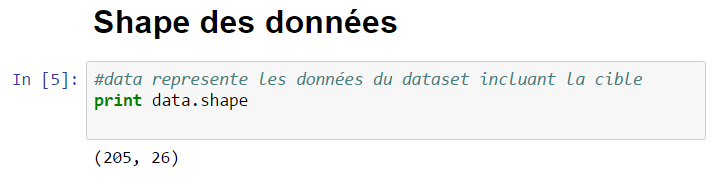 Shape des données
In [5]: #data represente les données du dataset incluant la cible
print data.shape
(205, 26)